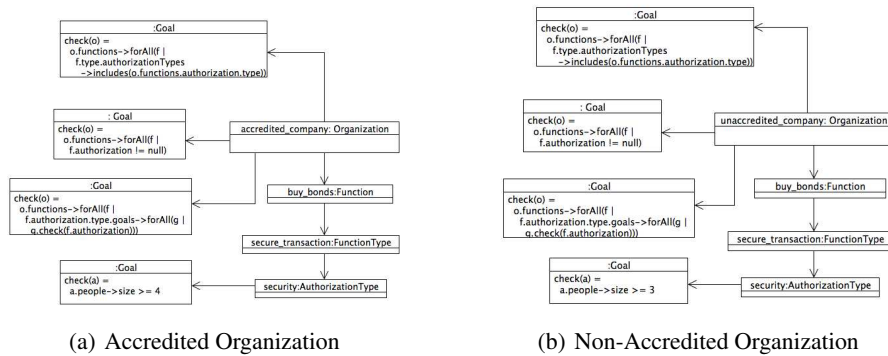 :Goal
check(o) =
o.functions->forAll(f |
f.type.authorizationTypes
->includes(o.functions.authorization.type))
: Goal
check(o) =
o.functions->forAll(f |
f.authorization != null)
accredited_company: Organization
:Goal
check(o) =
o.functions->forAll(f |
f.authorization.type.goals->forAll(g |
g.check(f.authorization)))
buy_bonds:Function
secure_transaction:FunctionType
:Goal
check(a) =
a.people->size >= 4
security:AuthorizationType
(a) Accredited Organization
:Goal
check(o) =
o.functions->forAll(f |
f.type.authorizationTypes
->includes(o.functions.authorization.type))
: Goal
check(o) =
o.functions->forAll(f |
f.authorization != null)
unaccredited_company: Organization
:Goal
check(o) =
o.functions->forAll(f |
f.authorization.type.goals->forAll(g |
g.check(f.authorization)))
buy_bonds:Function
secure_transaction:FunctionType
:Goal
check(a) =
a.people->size >= 3
security:AuthorizationType
(b) Non-Accredited Organization